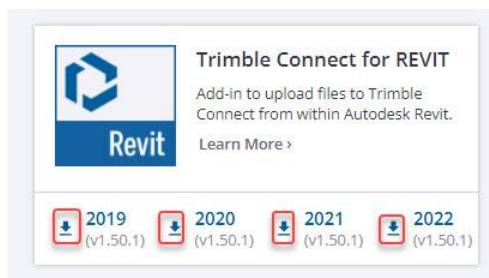 Trimble Connect for REVIT
Add-in to upload files to Trimble
Connect from within Autodesk Revit.
Learn More ›
Revit
2019 2020 2021 2022
(v1.50.1) (v1.50.1) (v1.50.1) (v1.50.1)